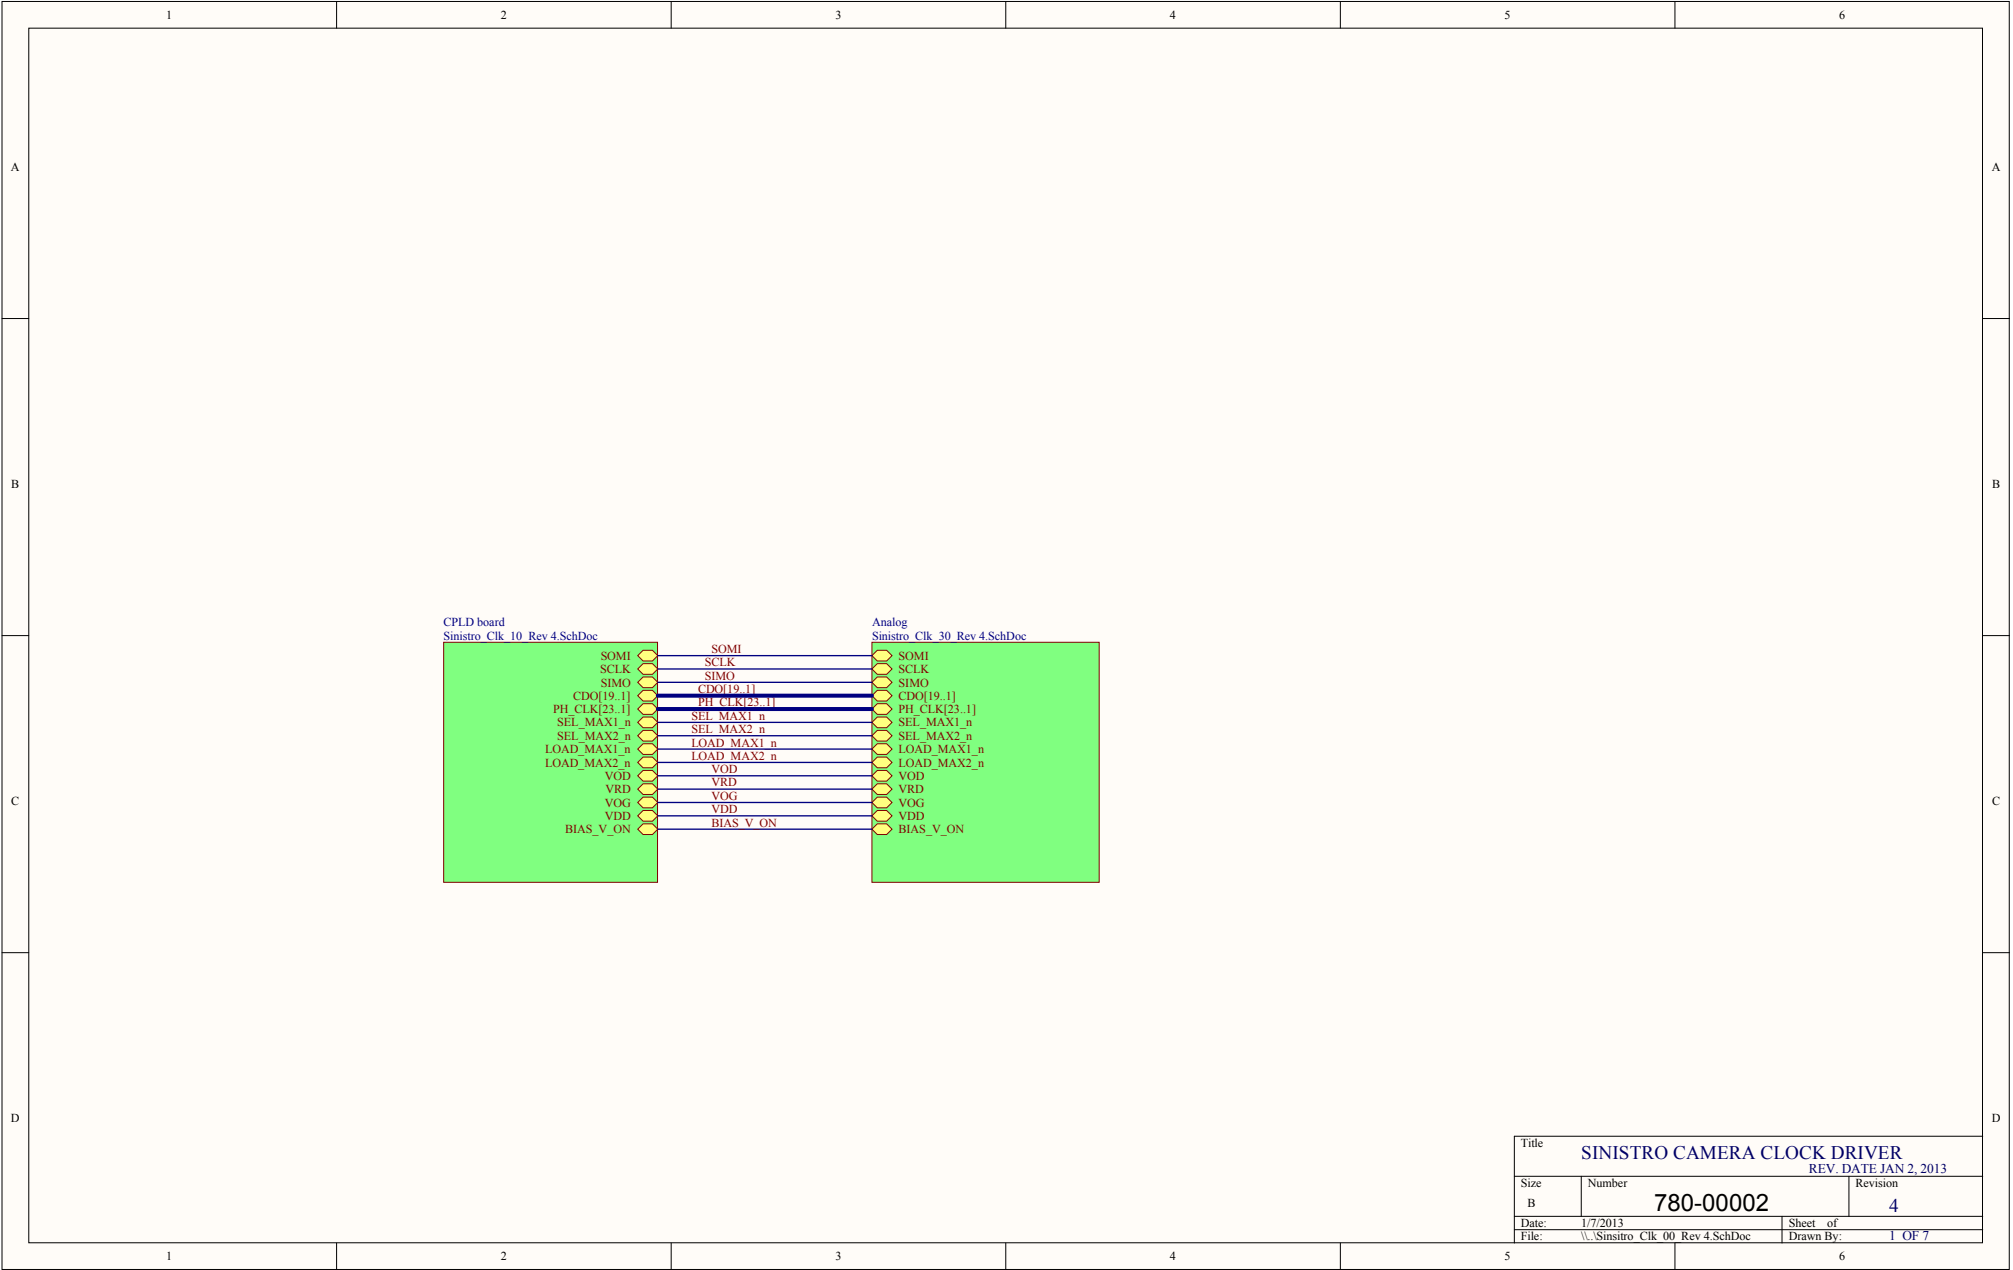 1 2 3 4 5 6
A A
B B
CPLD board
Sinistro_Clk_10_Rev 4.SchDoc
Analog
Sinistro_Clk_30_Rev 4.SchDoc
SOMI SOMI SOMI
SCLK SCLK SCLK
SIMO SIMO SIMO
CDO[19..1] CDO[19..1] CDO[19..1]
PH_CLK[23..1] PH_CLK[23..1] PH_CLK[23..1]
SEL_MAX1_n SEL_MAX1_n SEL_MAX1_n
SEL_MAX2_n SEL_MAX2_n SEL_MAX2_n
LOAD_MAX1_n LOAD_MAX1_n LOAD_MAX1_n
LOAD_MAX2_n LOAD_MAX2_n LOAD_MAX2_n
VOD VOD VOD
VRD VRD VRD
VOG VOG VOG
VDD VDD VDD
BIAS_V_ON BIAS_V_ON BIAS_V_ON
C C
D D
Title
SINISTRO CAMERA CLOCK DRIVER
REV. DATE JAN 2, 2013
Size Number Revision
B 780-00002 4
Date: 1/7/2013 Sheet of
File: \\..\Sinsitro_Clk_00_Rev 4.SchDoc Drawn By: 1 OF 7
1 2 3 4 5 6